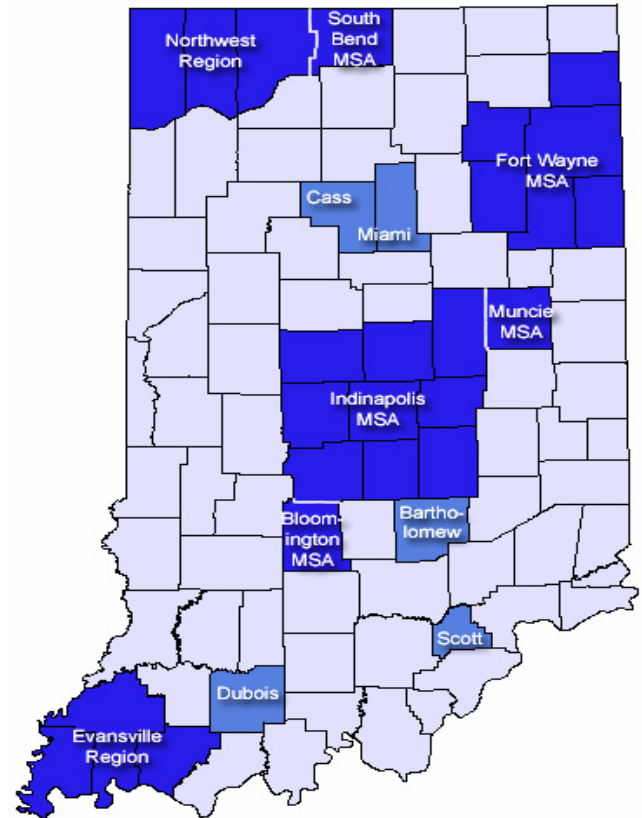 Northwest
Region
South
Bend
MSA
Fort Wayne
MSA
Cass
Miami
Muncie
MSA
Indinapolis
MSA
Bloom-
ington
MSA
Bartho-
lomew
Scott
Dubois
Evansville
Region